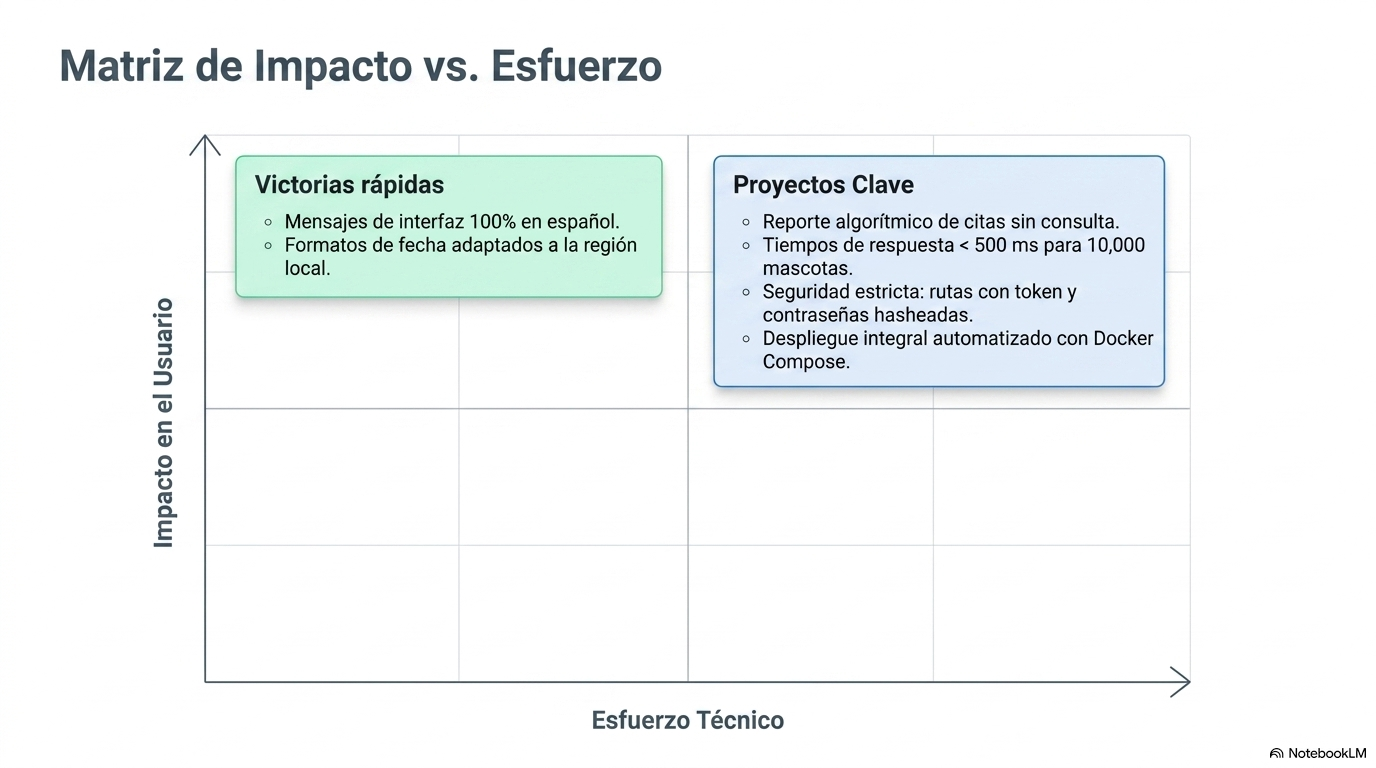 Matriz de Impacto vs. Esfuerzo
Impacto en el Usuario
Victorias rápidas
Mensajes de interfaz 100% en español.
Formatos de fecha adaptados a la región
local.
Proyectos Clave
Reporte algorítmico de citas sin consulta.
Tiempos de respuesta < 500 ms para 10,000
mascotas.
Seguridad estricta: rutas con token y
contraseñas hasheadas.
Despliegue integral automatizado con Docker
Compose.
Esfuerzo Técnico
NotebookLM